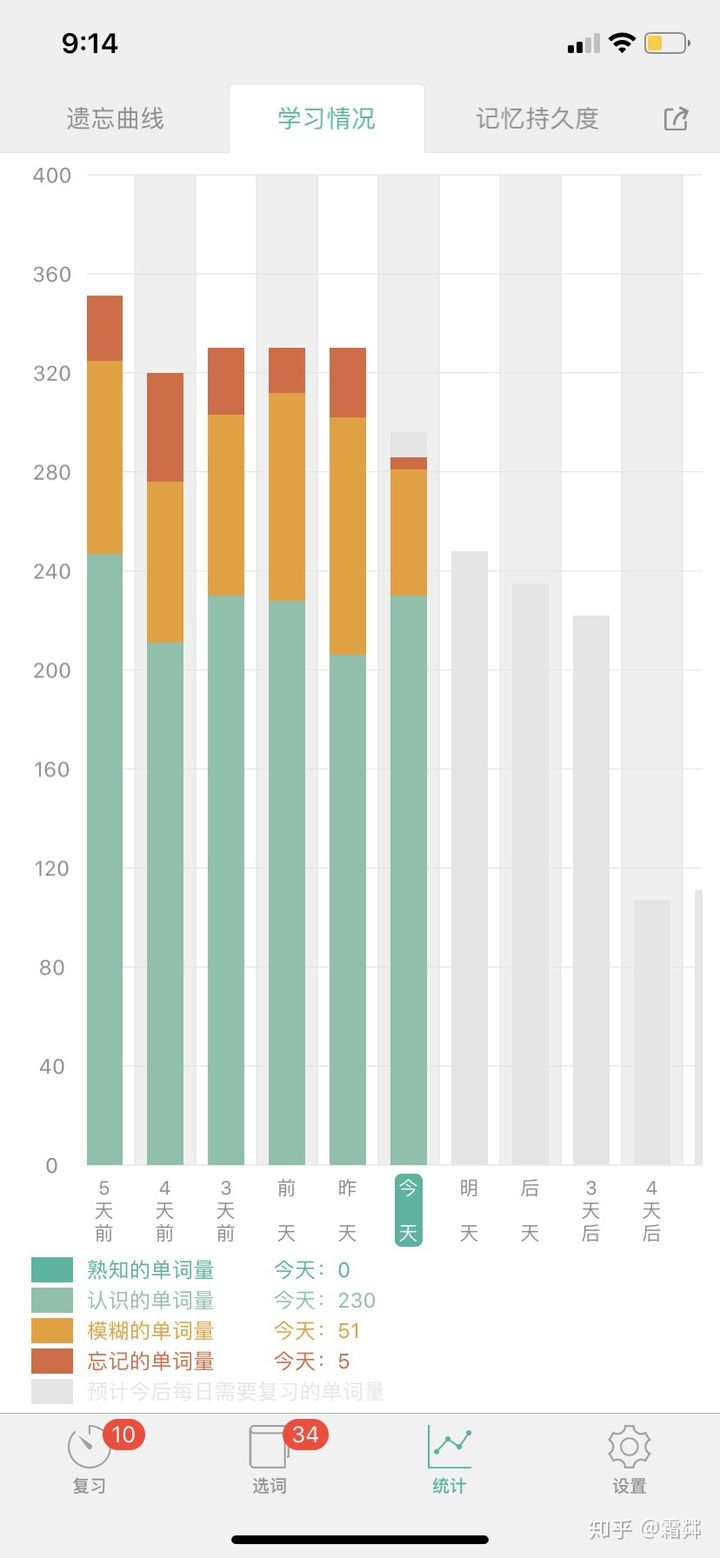 9:14
遗忘曲线 学习情况 记忆持久度
400
360
320
280
240
200
160
120
80
40
0
5天前 4天前 3天前 前天 昨天 今天 明天 后天 3天后 4天后
熟知的单词量 今天：0
认识的单词量 今天：230
模糊的单词量 今天：51
忘记的单词量 今天：5
预计今后每日需要复习的单词量
10 34
复习 选词 统计 设置
知乎 @霜